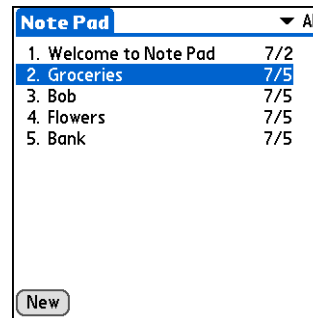 Note Pad
1. Welcome to Note Pad 7/2
2. Groceries 7/5
3. Bob 7/5
4. Flowers 7/5
5. Bank 7/5
New